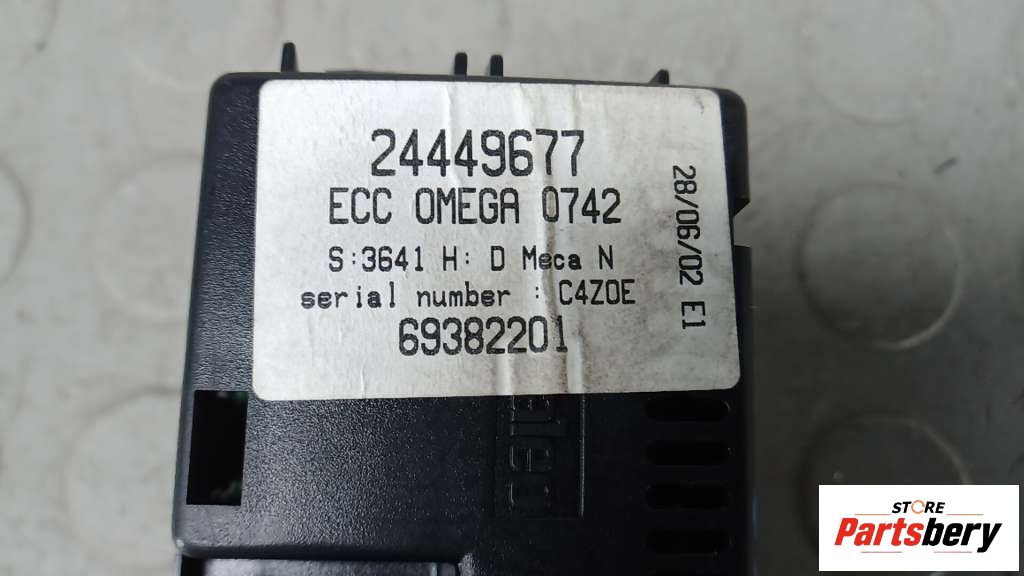 24449677
ECC OMEGA 0742
S:3641 H: D Meca N
serial number : C4Z0E
69382201
28/06/02 E1
STORE
Partsbery